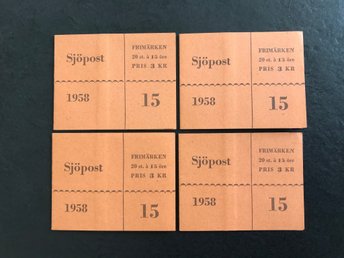 Sjöpost
FRIMÄRKEN
20 st. à 15 öre
PRIS 3 KR
1958
15
Sjöpost
FRIMÄRKEN
20 st. à 15 öre
PRIS 3 KR
1958
15
Sjöpost
FRIMÄRKEN
20 st. à 15 öre
PRIS 3 KR
1958
15
Sjöpost
FRIMÄRKEN
20 st. à 15 öre
PRIS 3 KR
1958
15